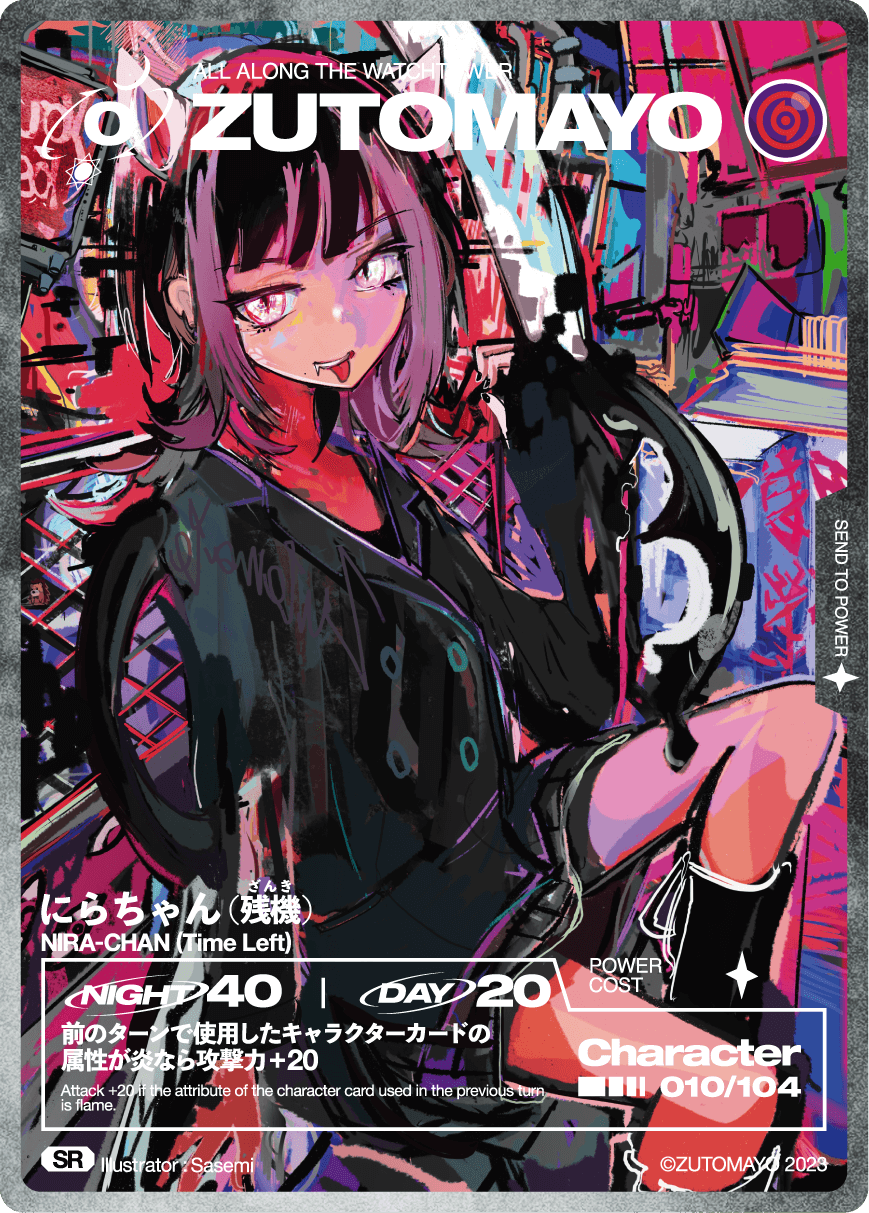 ALL ALONG THE WATCHTOWER
ZUTOMAYO
SEND TO POWER
にらちゃん（残機）
ざんき
NIRA-CHAN (Time Left)
NIGHT 40 | DAY 20
POWER
COST
前のターンで使用したキャラクターカードの
属性が炎なら攻撃力+20
Attack +20 if the attribute of the character card used in the previous turn
is flame.
Character
010/104
SR Illustrator : Sasemi
©ZUTOMAYO 2023